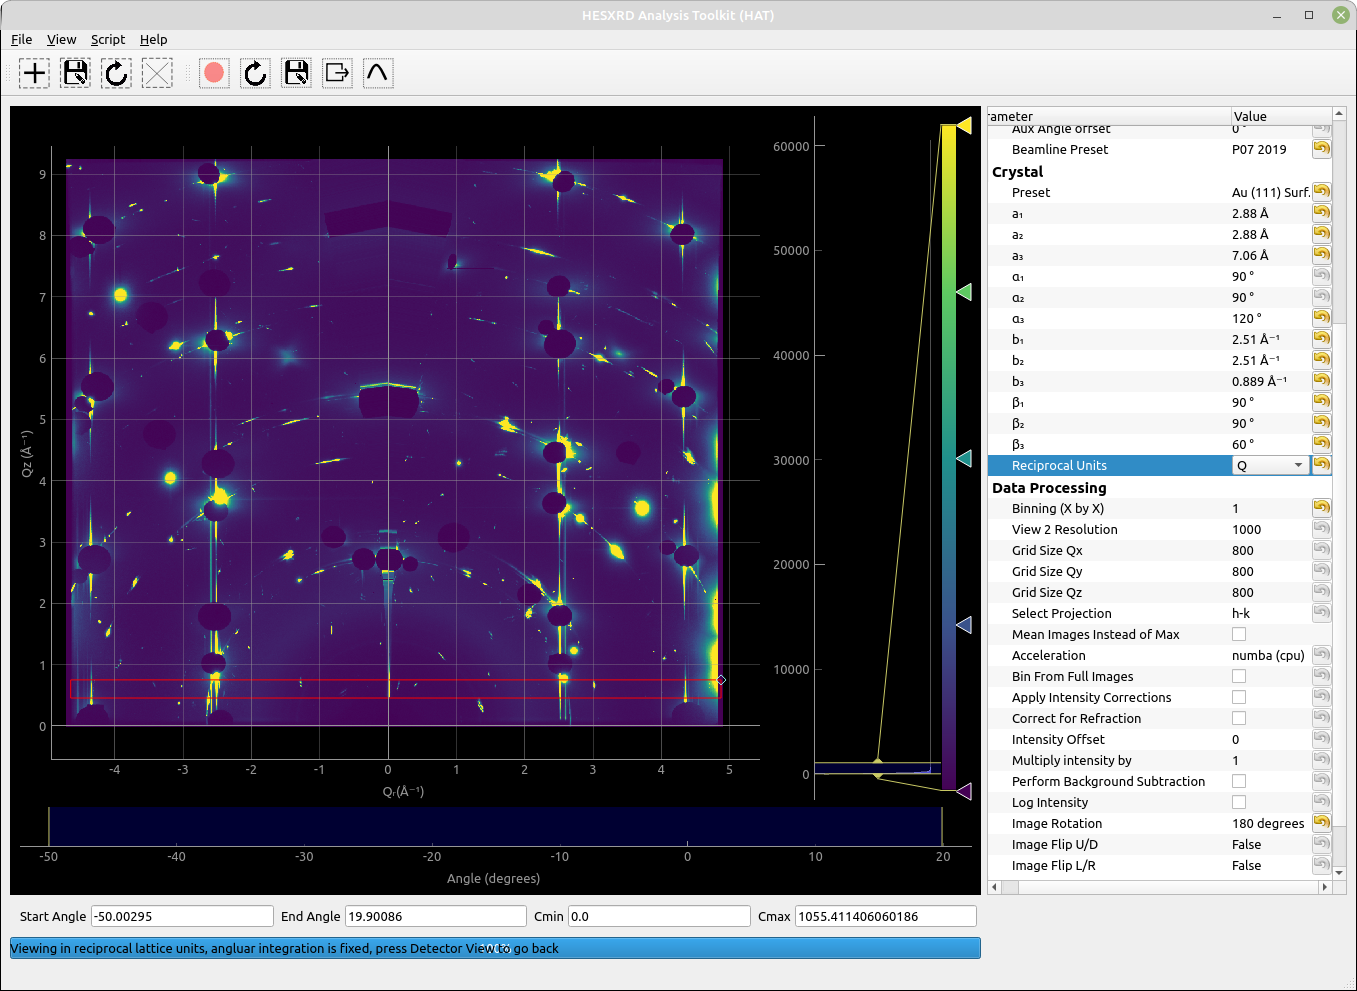 HESXRD Analysis Toolkit (HAT)
File View Script Help
9
8
7
6
5
4
3
2
1
0
Qz (Å⁻¹)
-4 -3 -2 -1 0 1 2 3 4 5
Qᵣ(Å⁻¹)
60000
50000
40000
30000
20000
10000
0
-50 -40 -30 -20 -10 0 10 20
Angle (degrees)
rameter Value
Aux Angle offset 0 °
Beamline Preset P07 2019
Crystal
Preset Au (111) Surf.
a₁ 2.88 Å
a₂ 2.88 Å
a₃ 7.06 Å
α₁ 90 °
α₂ 90 °
α₃ 120 °
b₁ 2.51 Å⁻¹
b₂ 2.51 Å⁻¹
b₃ 0.889 Å⁻¹
β₁ 90 °
β₂ 90 °
β₃ 60 °
Reciprocal Units Q
Data Processing
Binning (X by X) 1
View 2 Resolution 1000
Grid Size Qx 800
Grid Size Qy 800
Grid Size Qz 800
Select Projection h-k
Mean Images Instead of Max
Acceleration numba (cpu)
Bin From Full Images
Apply Intensity Corrections
Correct for Refraction
Intensity Offset 0
Multiply intensity by 1
Perform Background Subtraction
Log Intensity
Image Rotation 180 degrees
Image Flip U/D False
Image Flip L/R False
Start Angle -50.00295 End Angle 19.90086 Cmin 0.0 Cmax 1055.411406060186
Viewing in reciprocal lattice units, angluar integration is fixed, press Detector View to go back